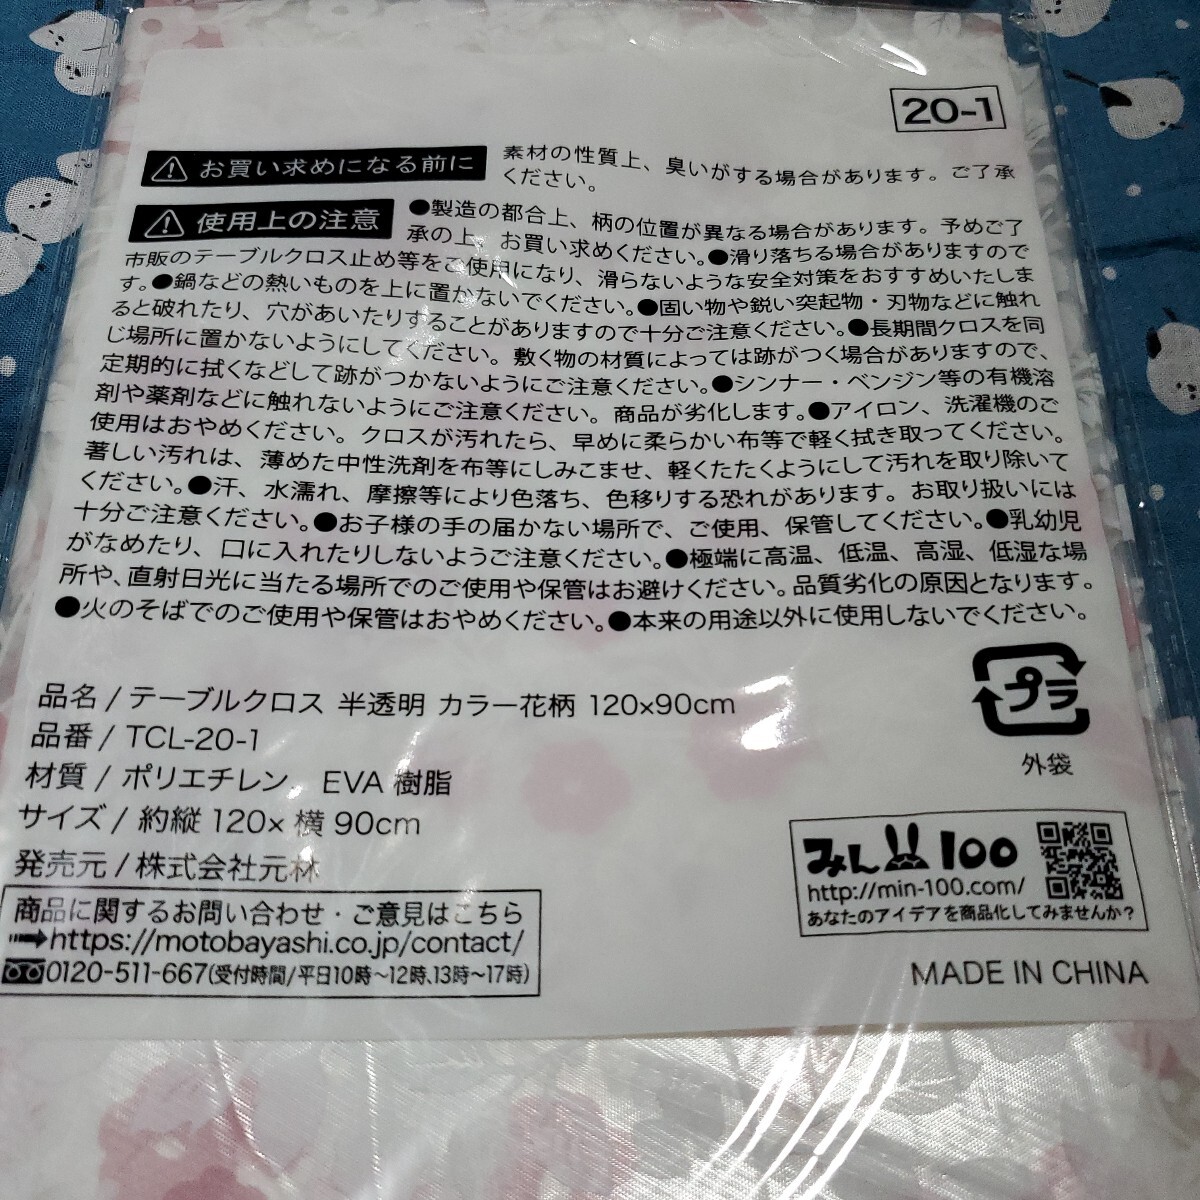 20-1
お買い求めになる前に
素材の性質上、臭いがする場合があります。ご了承
ください。
使用上の注意
●製造の都合上、柄の位置が異なる場合があります。予めご了
承の上、お買い求めください。●滑り落ちる場合がありますので
市販のテーブルクロス止め等をご使用になり、滑らないような安全対策をおすすめいたしま
す。●鍋などの熱いものを上に置かないでください。●固い物や鋭い突起物・刃物などに触れ
ると破れたり、穴があいたりすることがありますので十分ご注意ください。●長期間クロスを同
じ場所に置かないようにしてください。敷く物の材質によっては跡がつく場合がありますので、
定期的に拭くなどして跡がつかないようにご注意ください。●シンナー・ベンジン等の有機溶
剤や薬剤などに触れないようにご注意ください。商品が劣化します。●アイロン、洗濯機のご
使用はおやめください。クロスが汚れたら、早めに柔らかい布等で軽く拭き取ってください。
著しい汚れは、薄めた中性洗剤を布等にしみこませ、軽くたたくようにして汚れを取り除いて
ください。●汗、水濡れ、摩擦等により色落ち、色移りする恐れがあります。お取り扱いには
十分ご注意ください。●お子様の手の届かない場所で、ご使用、保管してください。●乳幼児
がなめたり、口に入れたりしないようご注意ください。●極端に高温、低温、高湿、低湿な場
所や、直射日光に当たる場所でのご使用や保管はお避けください。品質劣化の原因となります。
●火のそばでのご使用や保管はおやめください。●本来の用途以外に使用しないでください。
品名 / テーブルクロス 半透明 カラー花柄 120×90cm
品番 / TCL-20-1
材質 / ポリエチレン、EVA 樹脂
サイズ / 約縦 120× 横 90cm
発売元 / 株式会社元林
プラ
外袋
商品に関するお問い合わせ・ご意見はこちら
https://motobayashi.co.jp/contact/
0120-511-667(受付時間/平日10時～12時、13時～17時)
みん100
http://min-100.com/
あなたのアイデアを商品化してみませんか?
MADE IN CHINA